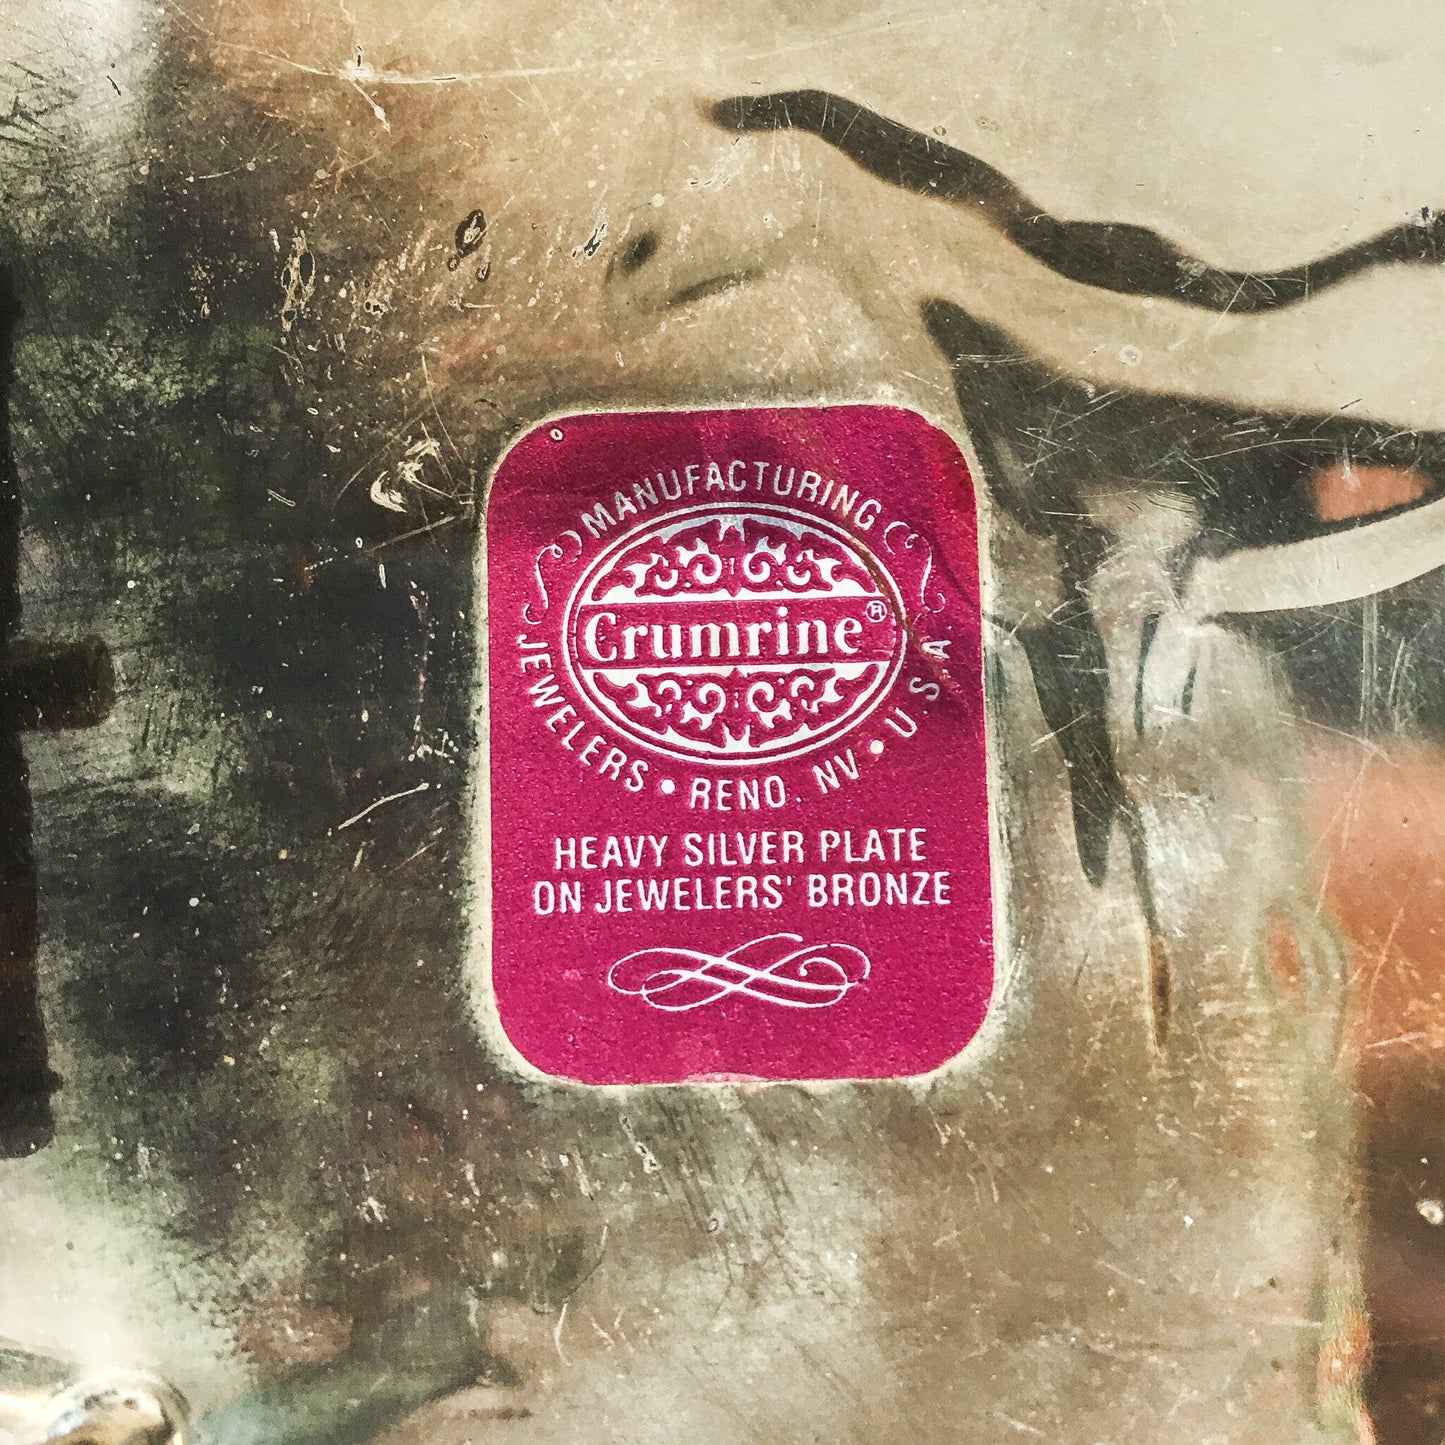 MANUFACTURING
Crumrine®
JEWELERS • RENO. NV • U.S.A.
HEAVY SILVER PLATE
ON JEWELERS' BRONZE